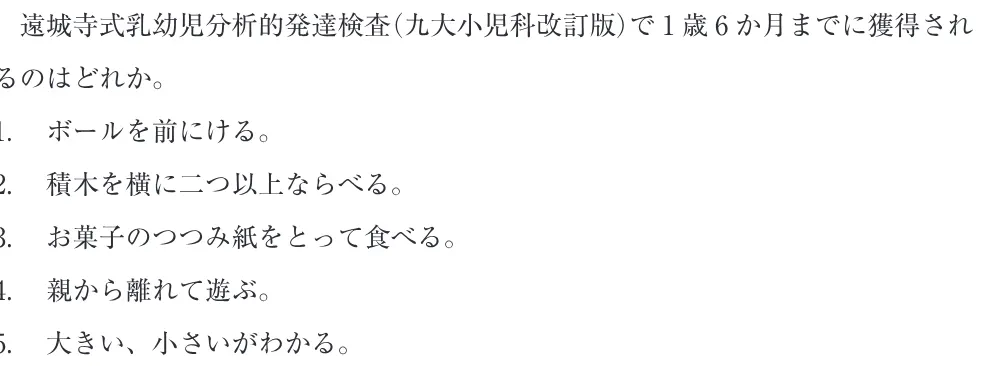 遠城寺式乳幼児分析的発達検査(九大小児科改訂版)で1歳6か月までに獲得され
るのはどれか。
1. ボールを前にける。
2. 積木を横に二つ以上ならべる。
3. お菓子のつつみ紙をとって食べる。
4. 親から離れて遊ぶ。
5. 大きい、小さいがわかる。